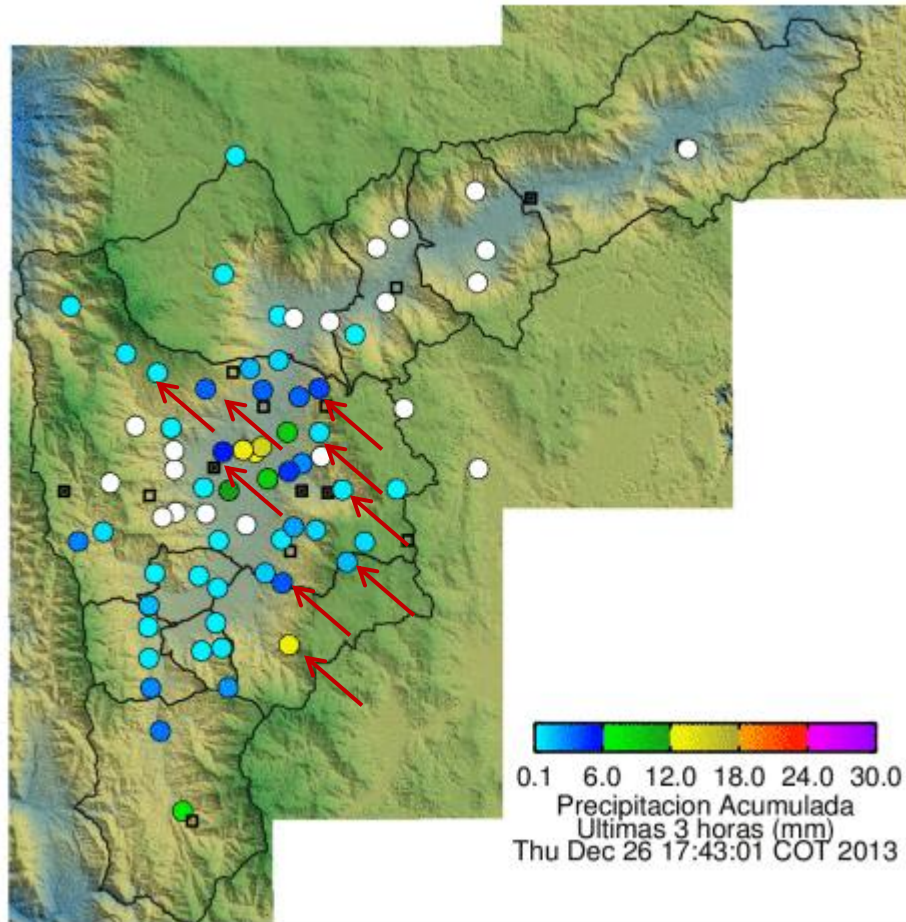 0.1 6.0 12.0 18.0 24.0 30.0
Precipitacion Acumulada
Ultimas 3 horas (mm)
Thu Dec 26 17:43:01 COT 2013